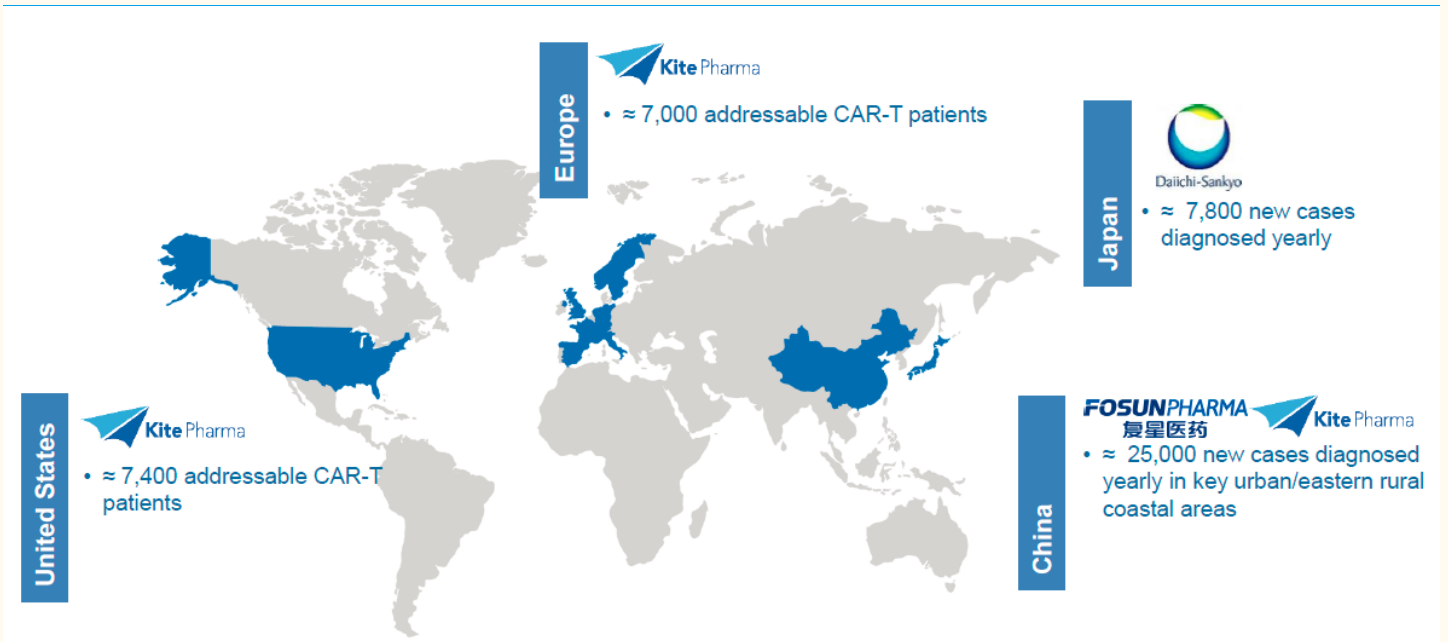 Europe
Kite Pharma
• ≈ 7,000 addressable CAR-T patients
Japan
Daiichi-Sankyo
• ≈ 7,800 new cases
diagnosed yearly
United States
Kite Pharma
• ≈ 7,400 addressable CAR-T
patients
China
FOSUNPHARMA
复星医药
Kite Pharma
• ≈ 25,000 new cases diagnosed
yearly in key urban/eastern rural
coastal areas